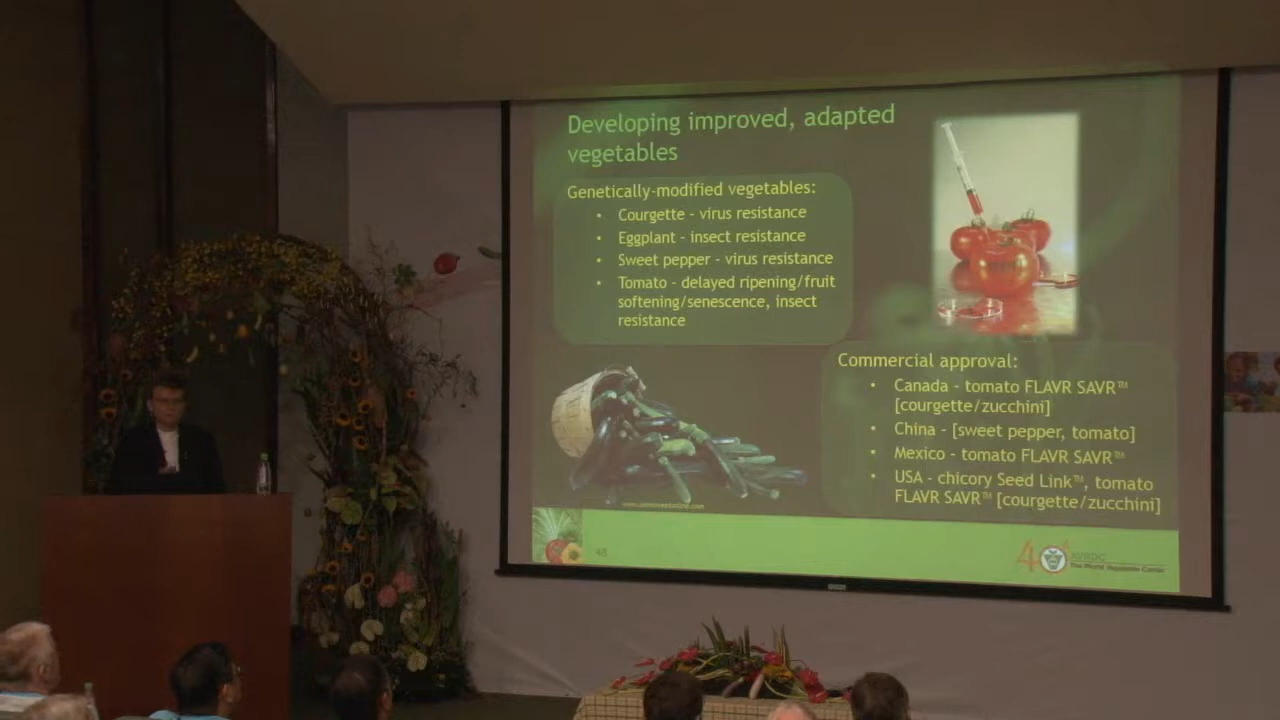 Developing improved, adapted
vegetables
Genetically-modified vegetables:
• Courgette - virus resistance
• Eggplant - insect resistance
• Sweet pepper - virus resistance
• Tomato - delayed ripening/fruit
softening/senescence, insect
resistance
Commercial approval:
• Canada - tomato FLAVR SAVR™
[courgette/zucchini]
• China - [sweet pepper, tomato]
• Mexico - tomato FLAVR SAVR™
• USA - chicory Seed Link™, tomato
FLAVR SAVR™ [courgette/zucchini]
48
AVRDC
The World Vegetable Center